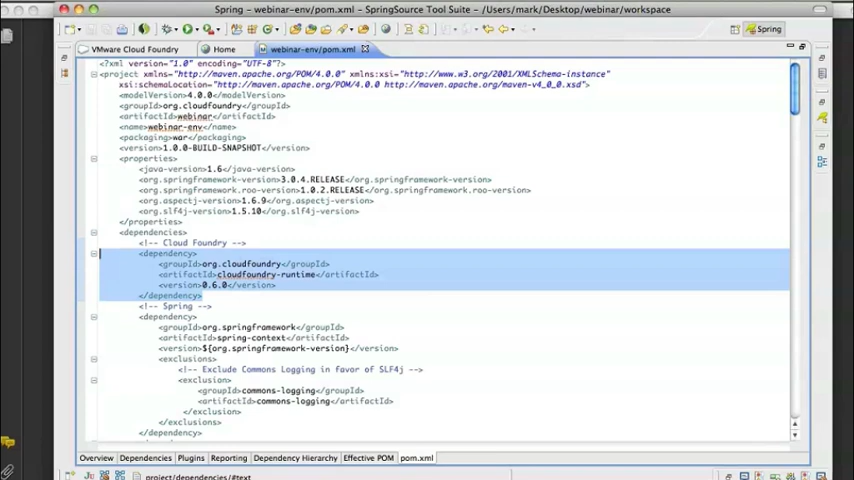 Spring - webinar-env/pom.xml - SpringSource Tool Suite - /Users/mark/Desktop/webinar/workspace
Spring
VMware Cloud Foundry
Home
webinar-env/pom.xml
<?xml version="1.0" encoding="UTF-8"?>
<project xmlns="http://maven.apache.org/POM/4.0.0" xmlns:xsi="http://www.w3.org/2001/XMLSchema-instance"
xsi:schemaLocation="http://maven.apache.org/POM/4.0.0 http://maven.apache.org/maven-v4_0_0.xsd">
<modelVersion>4.0.0</modelVersion>
<groupId>org.cloudfoundry</groupId>
<artifactId>webinar</artifactId>
<name>webinar-env</name>
<packaging>war</packaging>
<version>1.0.0-BUILD-SNAPSHOT</version>
<properties>
<java-version>1.6</java-version>
<org.springframework-version>3.0.4.RELEASE</org.springframework-version>
<org.springframework.roo-version>1.0.2.RELEASE</org.springframework.roo-version>
<org.aspectj-version>1.6.9</org.aspectj-version>
<org.slf4j-version>1.5.10</org.slf4j-version>
</properties>
<dependencies>
<!-- Cloud Foundry -->
<dependency>
<groupId>org.cloudfoundry</groupId>
<artifactId>cloudfoundry-runtime</artifactId>
<version>0.6.0</version>
</dependency>
<!-- Spring -->
<dependency>
<groupId>org.springframework</groupId>
<artifactId>spring-context</artifactId>
<version>${org.springframework-version}</version>
<exclusions>
<!-- Exclude Commons Logging in favor of SLF4j -->
<exclusion>
<groupId>commons-logging</groupId>
<artifactId>commons-logging</artifactId>
</exclusion>
</exclusions>
</dependency>
Overview Dependencies Plugins Reporting Dependency Hierarchy Effective POM pom.xml
project/dependencies/#text